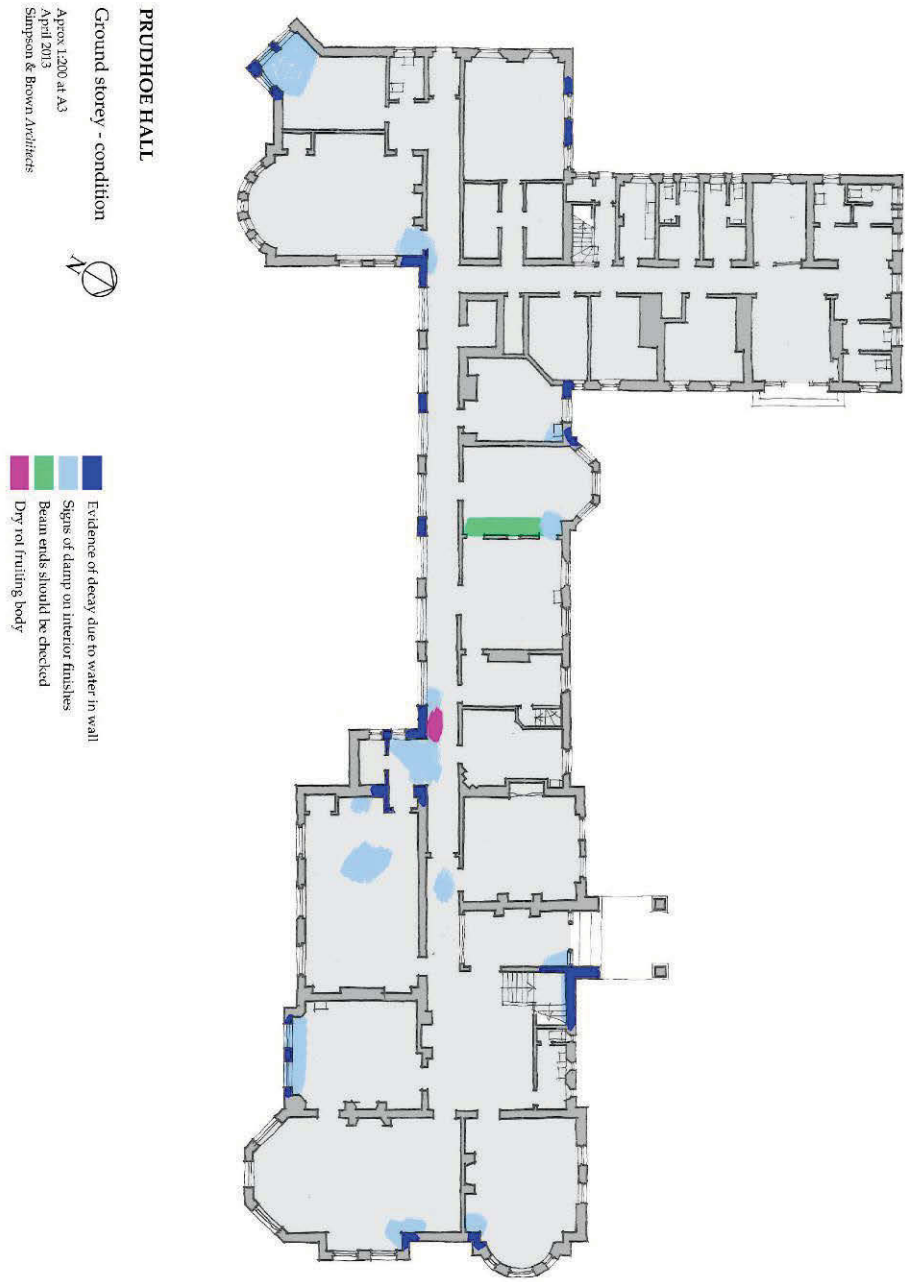 PRUDHOE HALL
Ground storey - condition
Aprox 1:200 at A3
April 2013
Simpson & Brown Architects
N
Evidence of decay due to water in wall
Signs of damp on interior finishes
Beam ends should be checked
Dry rot fruiting body